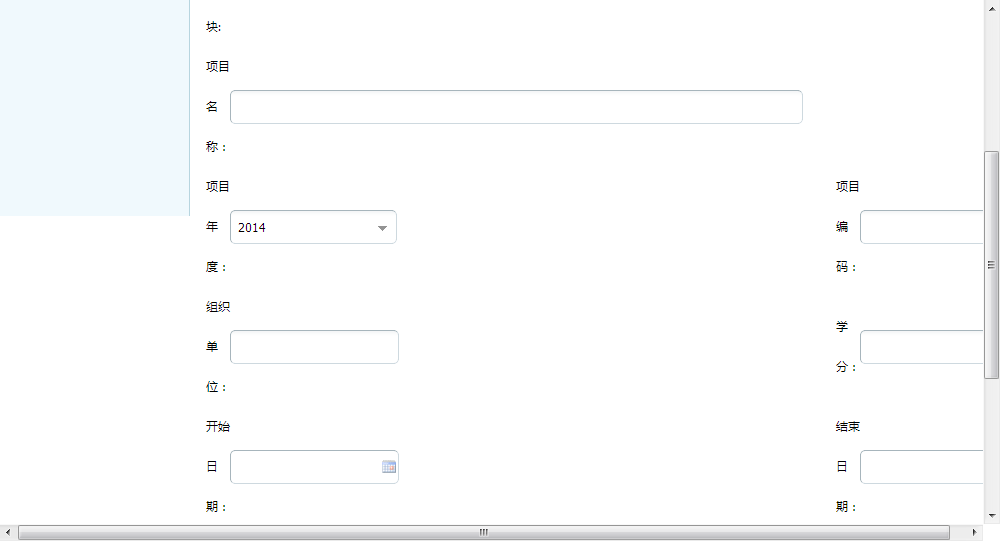 块:
项目
名
称：
项目
年
度：
2014
项目
编
码：
组织
单
位：
学
分：
开始
日
期：
结束
日
期：